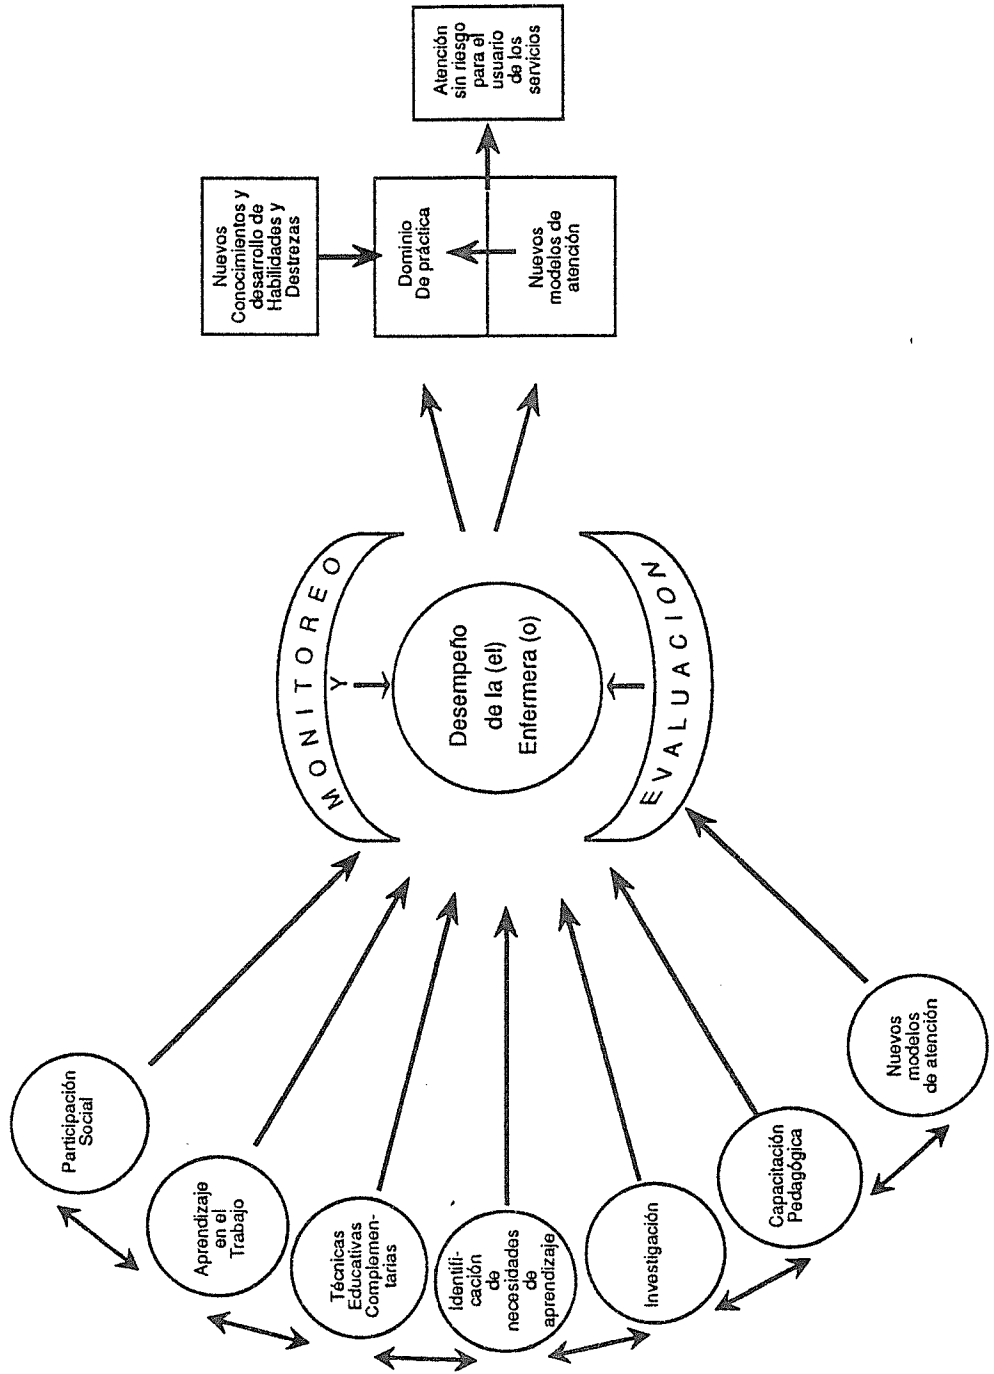 Participación
Social
Aprendizaje
en el
Trabajo
Técnicas
Educativas
Complemen-
tarias
Identifi-
cación
de
necesidades
de
aprendizaje
Investigación
Capacitación
Pedagógica
Nuevos
modelos
de atención
MONITOREO
Y
Desempeño
de la (el)
Enfermera (o)
EVALUACION
Nuevos
Conocimientos y
desarrollo de
Habilidades y
Destrezas
Dominio
De práctica
Nuevos
modelos de
atención
Atención
sin riesgo
para el
usuario
de los
servicios